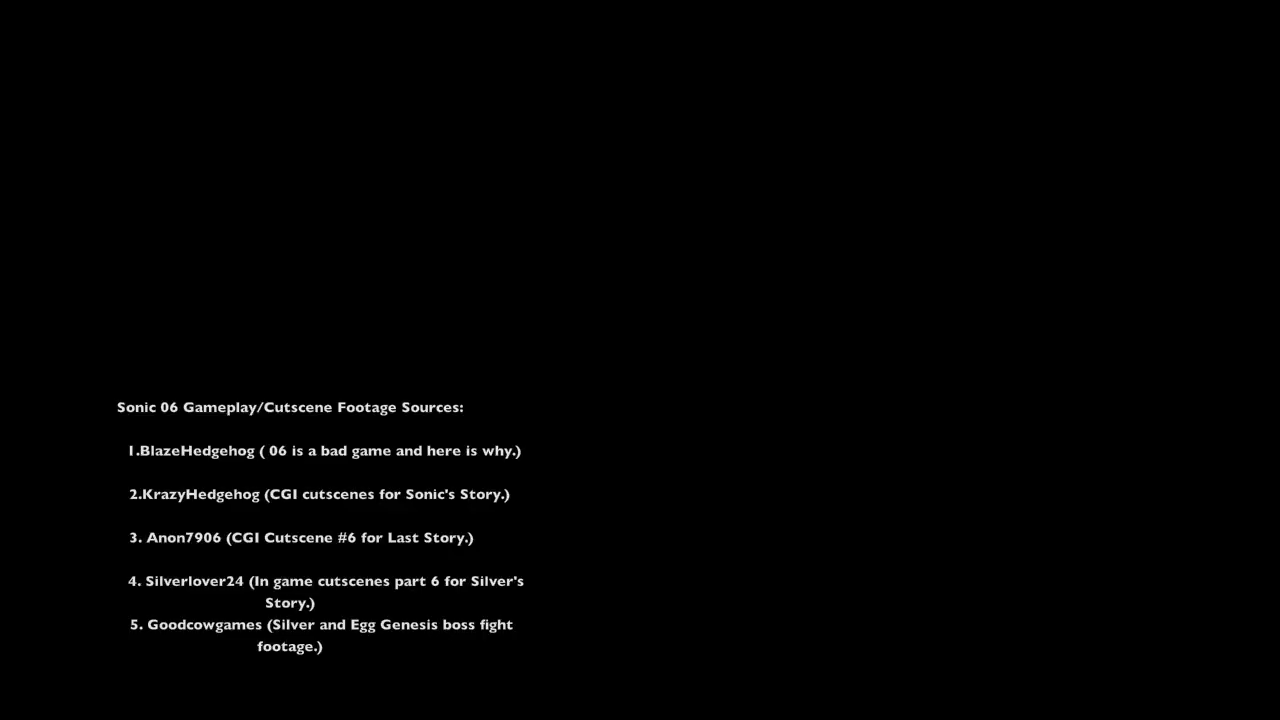 Sonic 06 Gameplay/Cutscene Footage Sources:
1.BlazeHedgehog ( 06 is a bad game and here is why.)
2.KrazyHedgehog (CGI cutscenes for Sonic's Story.)
3. Anon7906 (CGI Cutscene #6 for Last Story.)
4. Silverlover24 (In game cutscenes part 6 for Silver's
Story.)
5. Goodcowgames (Silver and Egg Genesis boss fight
footage.)